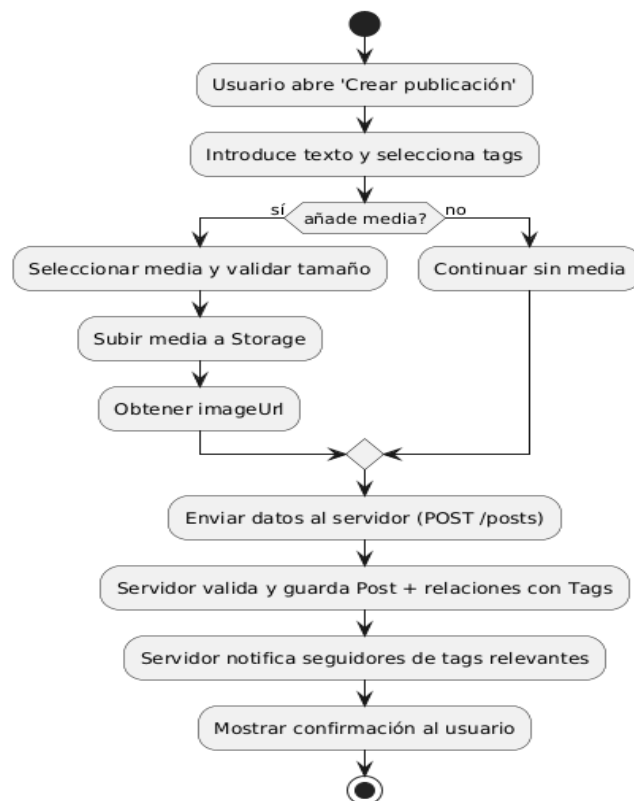 Usuario abre 'Crear publicación'
Introduce texto y selecciona tags
sí
añade media?
no
Seleccionar media y validar tamaño
Continuar sin media
Subir media a Storage
Obtener imageUrl
Enviar datos al servidor (POST /posts)
Servidor valida y guarda Post + relaciones con Tags
Servidor notifica seguidores de tags relevantes
Mostrar confirmación al usuario